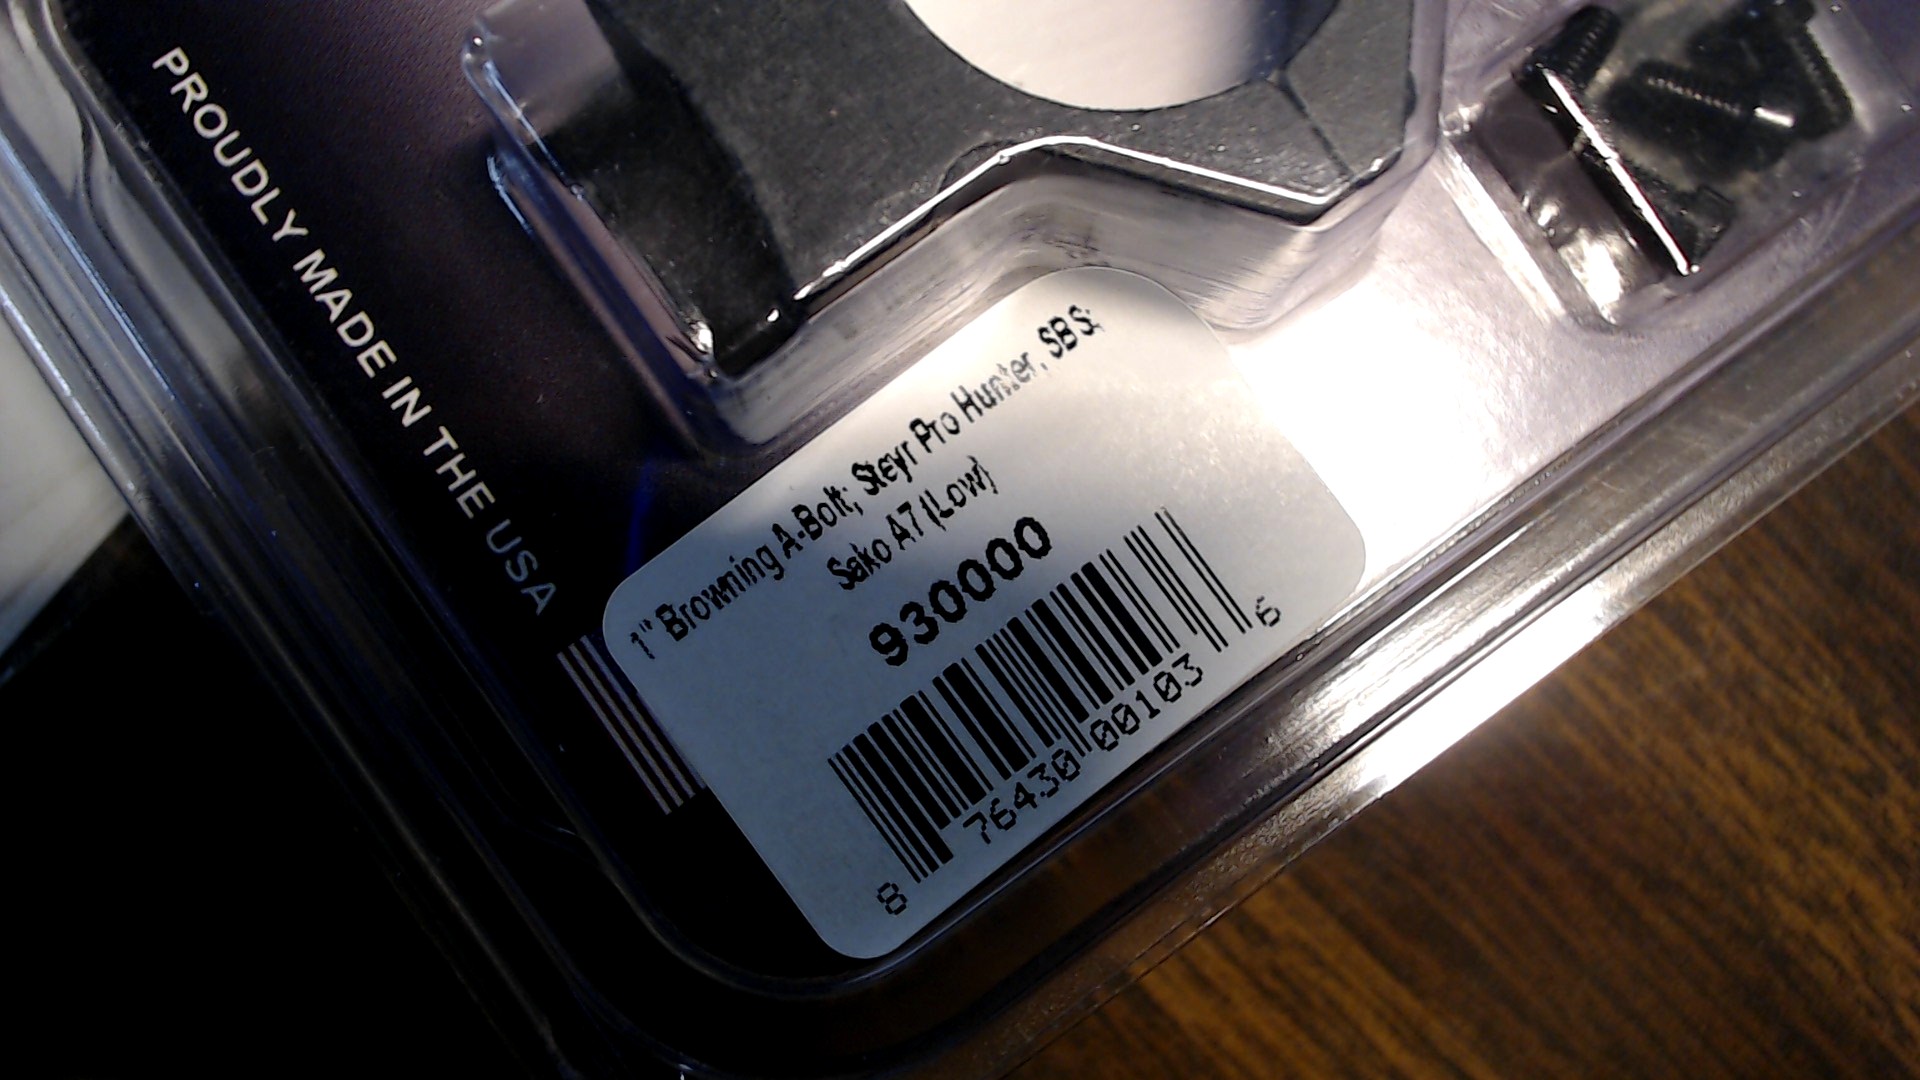 PROUDLY MADE IN THE USA
1" Browning A-Bolt; Steyr Pro Hunter, SBS;
Sako A7 (Low)
930000
8 76430 00103 6